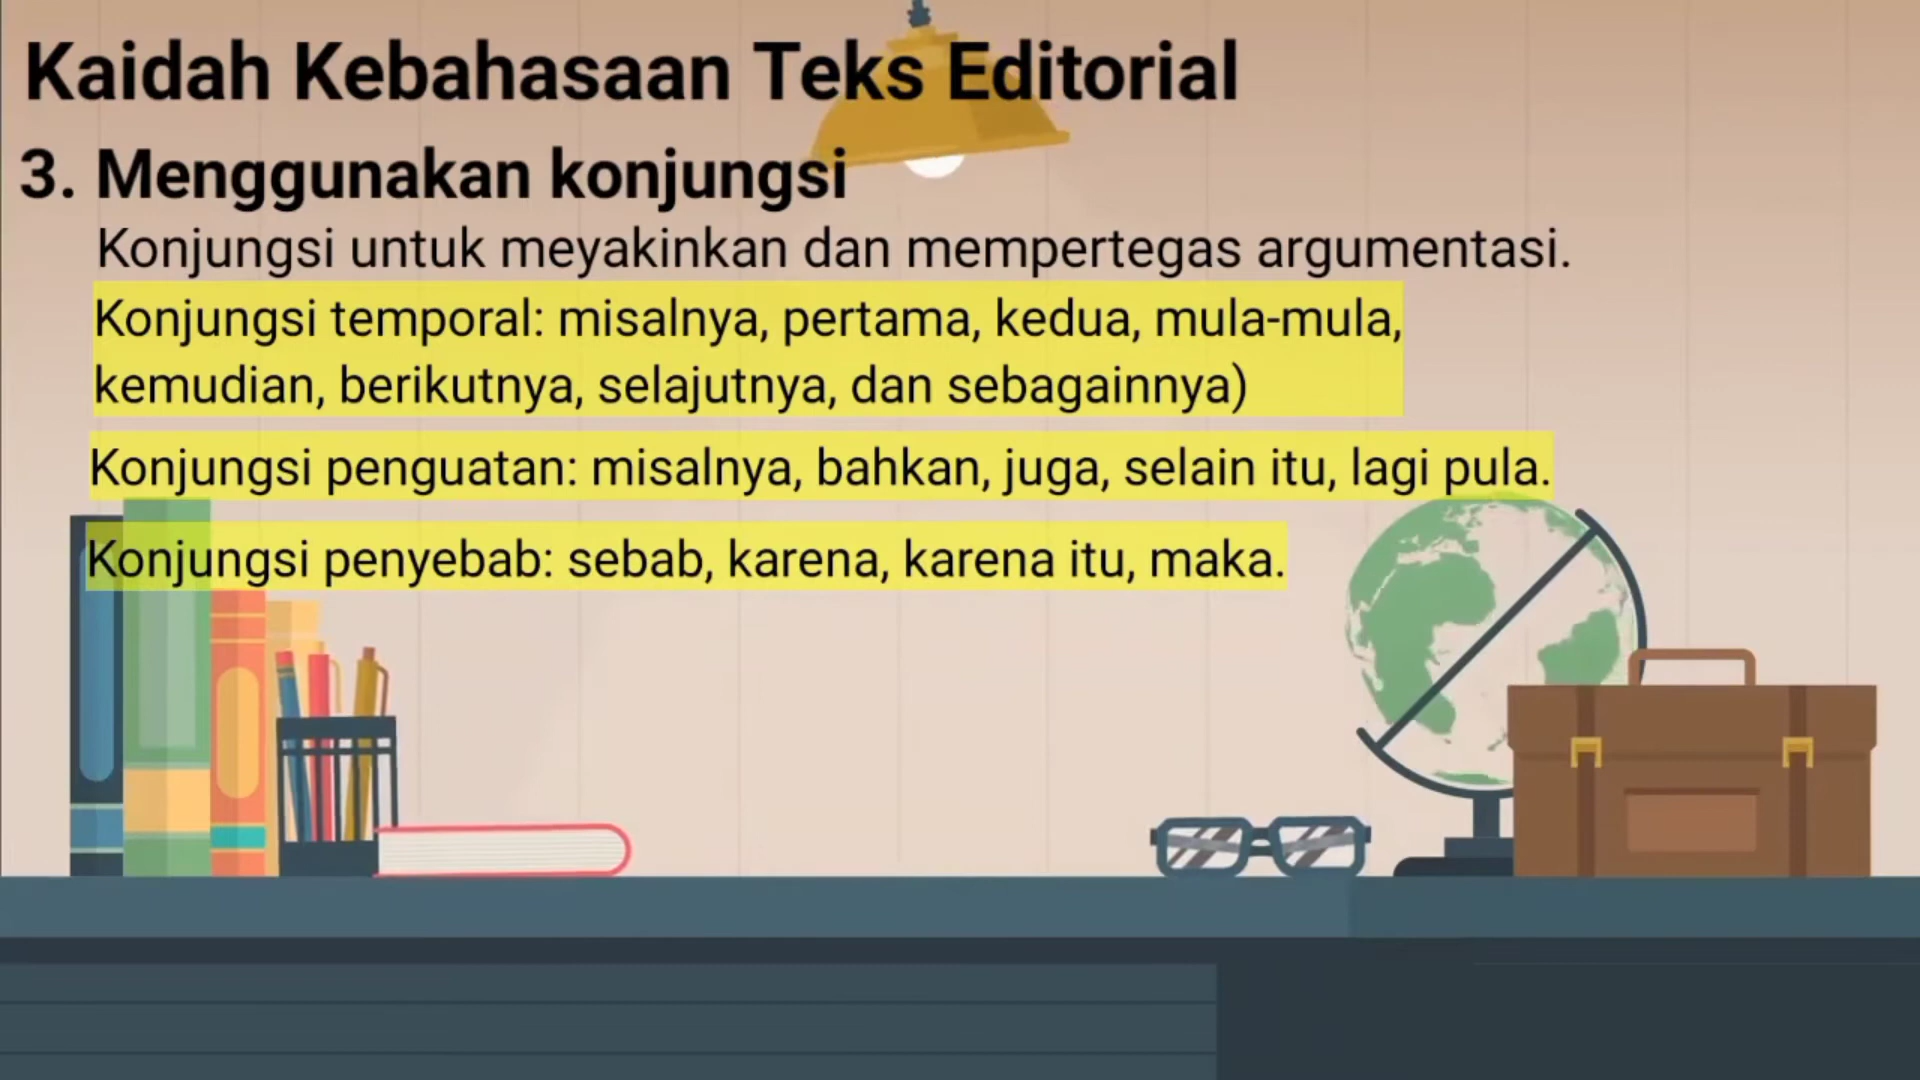 Kaidah Kebahasaan Teks Editorial
3. Menggunakan konjungsi
Konjungsi untuk meyakinkan dan mempertegas argumentasi.
Konjungsi temporal: misalnya, pertama, kedua, mula-mula,
kemudian, berikutnya, selajutnya, dan sebagainnya)
Konjungsi penguatan: misalnya, bahkan, juga, selain itu, lagi pula.
Konjungsi penyebab: sebab, karena, karena itu, maka.